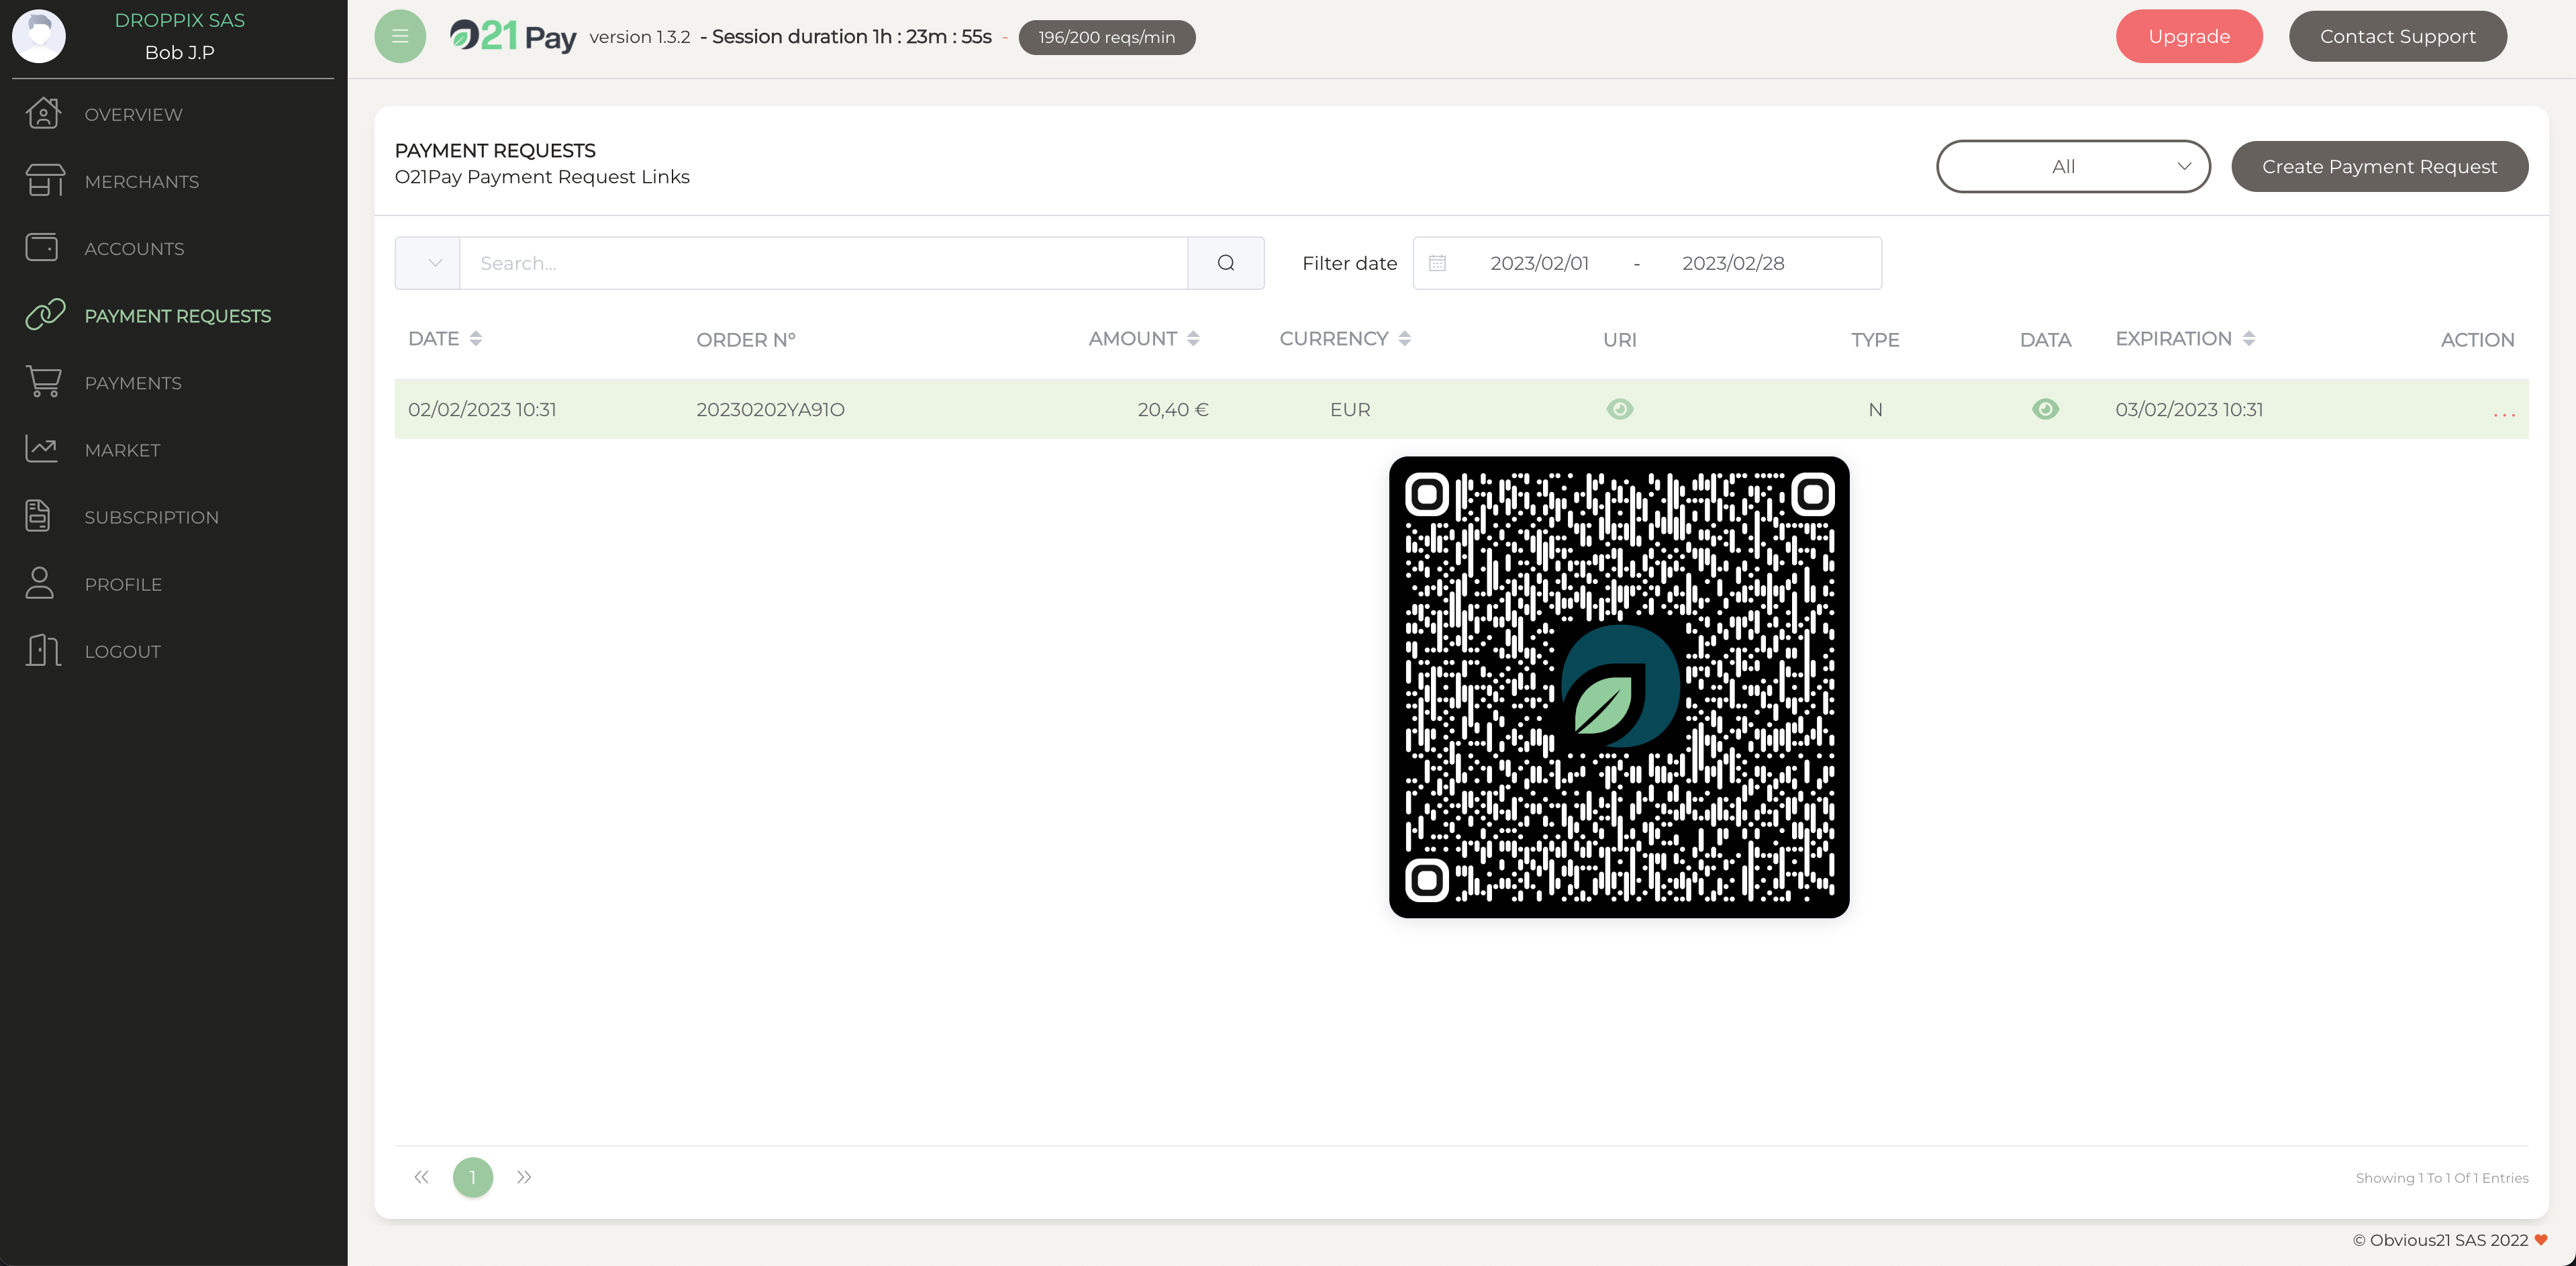 DROPPIX SAS
Bob J.P
OVERVIEW
MERCHANTS
ACCOUNTS
PAYMENT REQUESTS
PAYMENTS
MARKET
SUBSCRIPTION
PROFILE
LOGOUT
O21 Pay version 1.3.2 - Session duration 1h : 23m : 55s - 196/200 reqs/min
Upgrade
Contact Support
PAYMENT REQUESTS
O21Pay Payment Request Links
All
Create Payment Request
Search...
Filter date 2023/02/01 - 2023/02/28
DATE ORDER N° AMOUNT CURRENCY URI TYPE DATA EXPIRATION ACTION
02/02/2023 10:31 20230202YA91O 20,40 € EUR N 03/02/2023 10:31 ...
1
Showing 1 To 1 Of 1 Entries
© Obvious21 SAS 2022